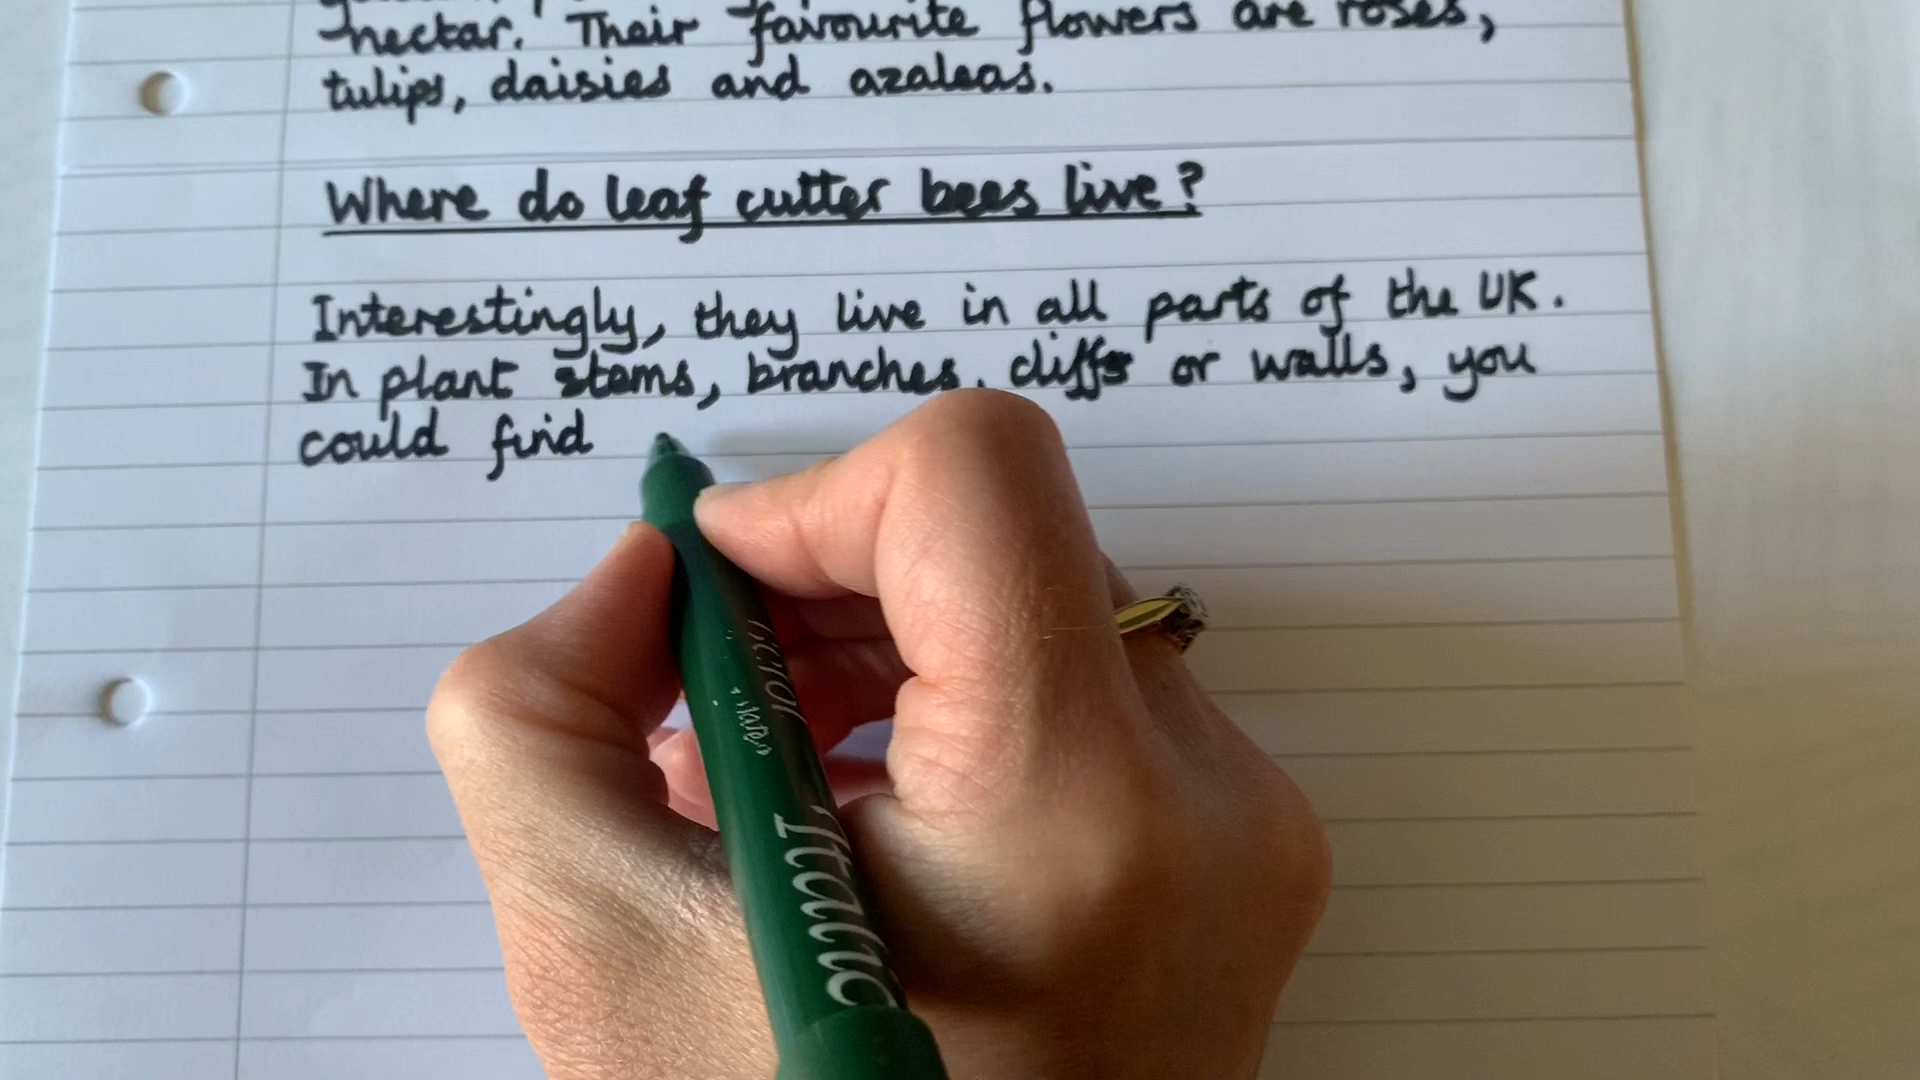 nectar. Their favourite flowers are roses,
tulips, daisies and azaleas.
Where do leaf cutter bees live?
Interestingly, they live in all parts of the UK.
In plant stems, branches, cliffs or walls, you
could find
Italic